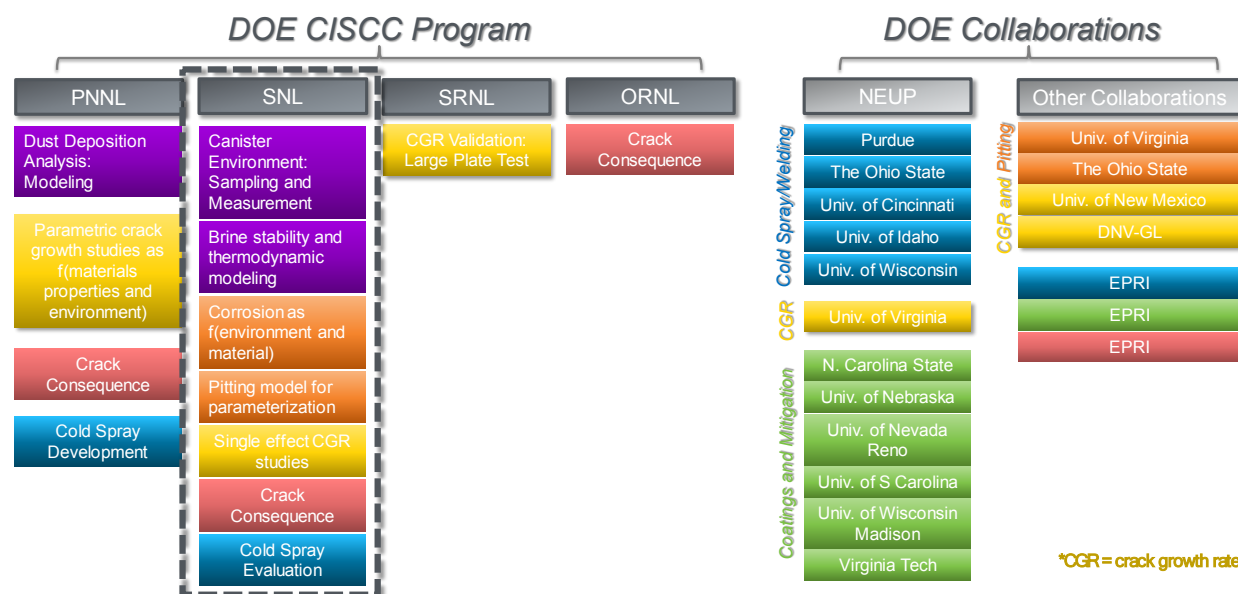 DOE CISCC Program
DOE Collaborations
PNNL
Dust Deposition
Analysis:
Modeling
Parametric crack
growth studies as
f(materials
properties and
environment)
Crack
Consequence
Cold Spray
Development
SNL
Canister
Environment:
Sampling and
Measurement
Brine stability and
thermodynamic
modeling
Corrosion as
f(environment and
material)
Pitting model for
parameterization
Single effect CGR
studies
Crack
Consequence
Cold Spray
Evaluation
SRNL
CGR Validation:
Large Plate Test
ORNL
Crack
Consequence
NEUP
Cold Spray/Welding
Purdue
The Ohio State
Univ. of Cincinnati
Univ. of Idaho
Univ. of Wisconsin
CGR
Univ. of Virginia
Coatings and Mitigation
N. Carolina State
Univ. of Nebraska
Univ. of Nevada
Reno
Univ. of S Carolina
Univ. of Wisconsin
Madison
Virginia Tech
Other Collaborations
CGR and Pitting
Univ. of Virginia
The Ohio State
Univ. of New Mexico
DNV-GL
EPRI
EPRI
EPRI
*CGR = crack growth rate